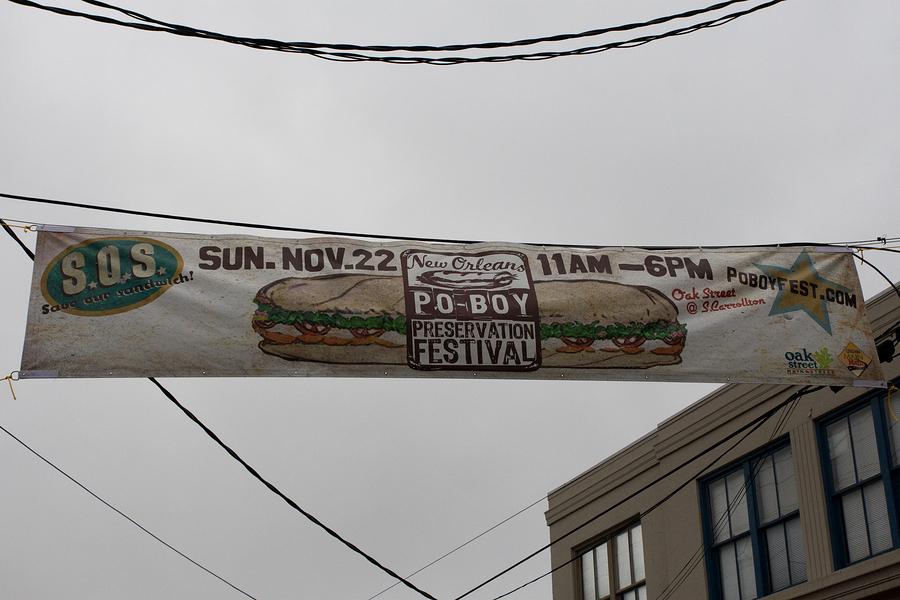 S.O.S.
Save our sandwich!
SUN. NOV. 22
New Orleans
PO-BOY
PRESERVATION
FESTIVAL
11AM – 6PM
Oak Street
@ S. Carrollton
POBOYFEST.COM
oak
street